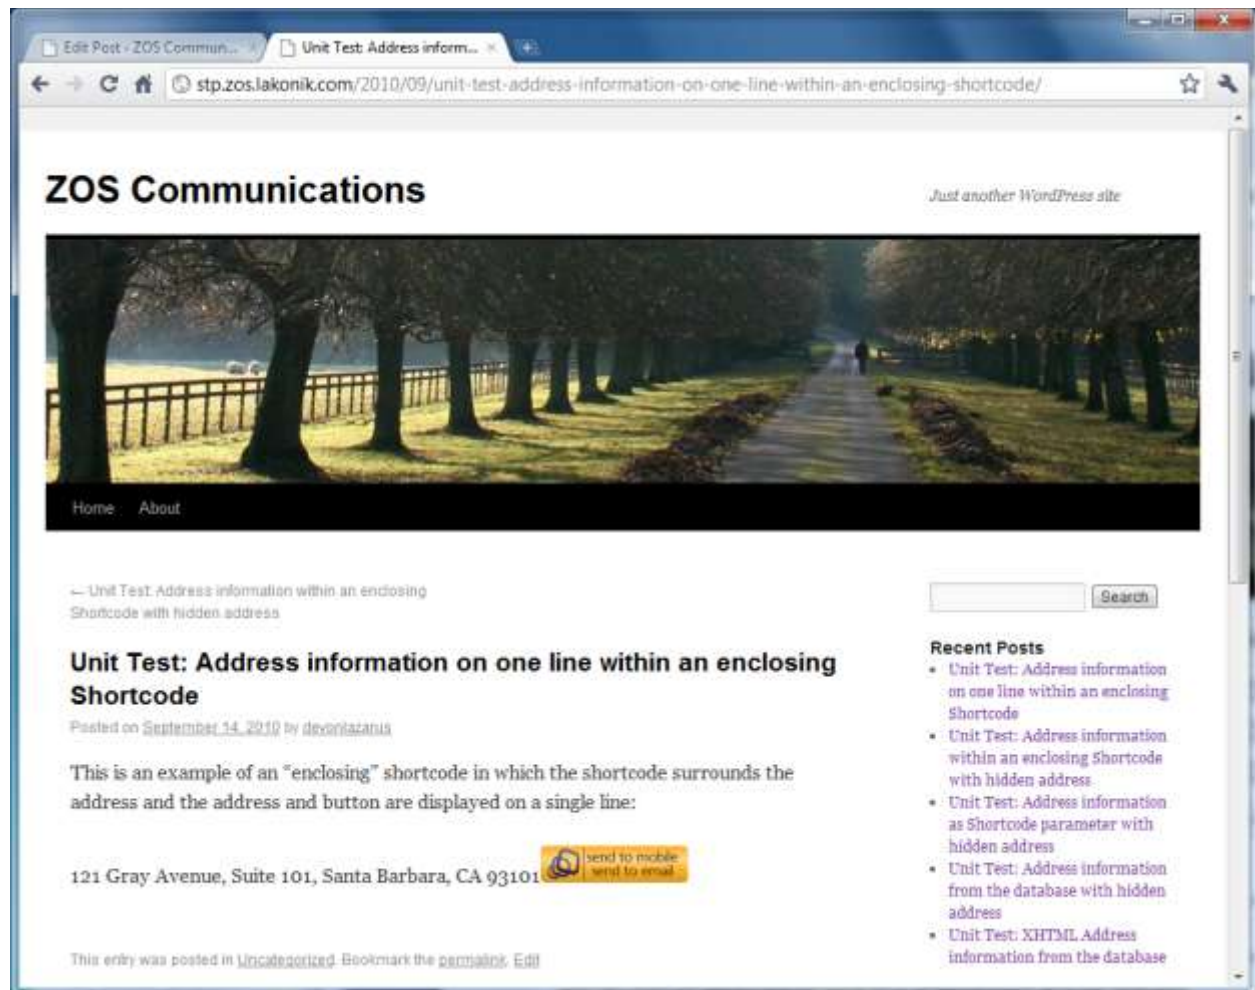 Edit Post - ZOS Commun...
Unit Test: Address inform...
stp.zos.lakonik.com/2010/09/unit-test-address-information-on-one-line-within-an-enclosing-shortcode/
ZOS Communications
Just another WordPress site
Home About
← Unit Test: Address information within an enclosing
Shortcode with hidden address
Unit Test: Address information on one line within an enclosing
Shortcode
Posted on September 14, 2010 by devonlazarus
This is an example of an “enclosing” shortcode in which the shortcode surrounds the
address and the address and button are displayed on a single line:
121 Gray Avenue, Suite 101, Santa Barbara, CA 93101
send to mobile
send to email
This entry was posted in Uncategorized. Bookmark the permalink. Edit
Search
Recent Posts
Unit Test: Address information
on one line within an enclosing
Shortcode
Unit Test: Address information
within an enclosing Shortcode
with hidden address
Unit Test: Address information
as Shortcode parameter with
hidden address
Unit Test: Address information
from the database with hidden
address
Unit Test: XHTML Address
information from the database